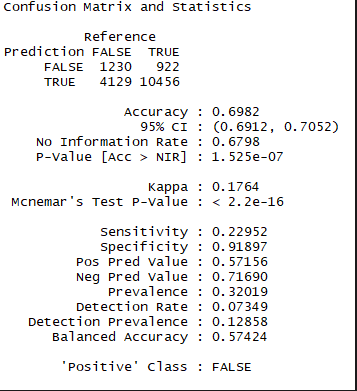 Confusion Matrix and Statistics
Reference
Prediction FALSE TRUE
FALSE 1230 922
TRUE 4129 10456
Accuracy : 0.6982
95% CI : (0.6912, 0.7052)
No Information Rate : 0.6798
P-Value [Acc > NIR] : 1.525e-07
Kappa : 0.1764
Mcnemar's Test P-Value : < 2.2e-16
Sensitivity : 0.22952
Specificity : 0.91897
Pos Pred Value : 0.57156
Neg Pred Value : 0.71690
Prevalence : 0.32019
Detection Rate : 0.07349
Detection Prevalence : 0.12858
Balanced Accuracy : 0.57424
'Positive' Class : FALSE